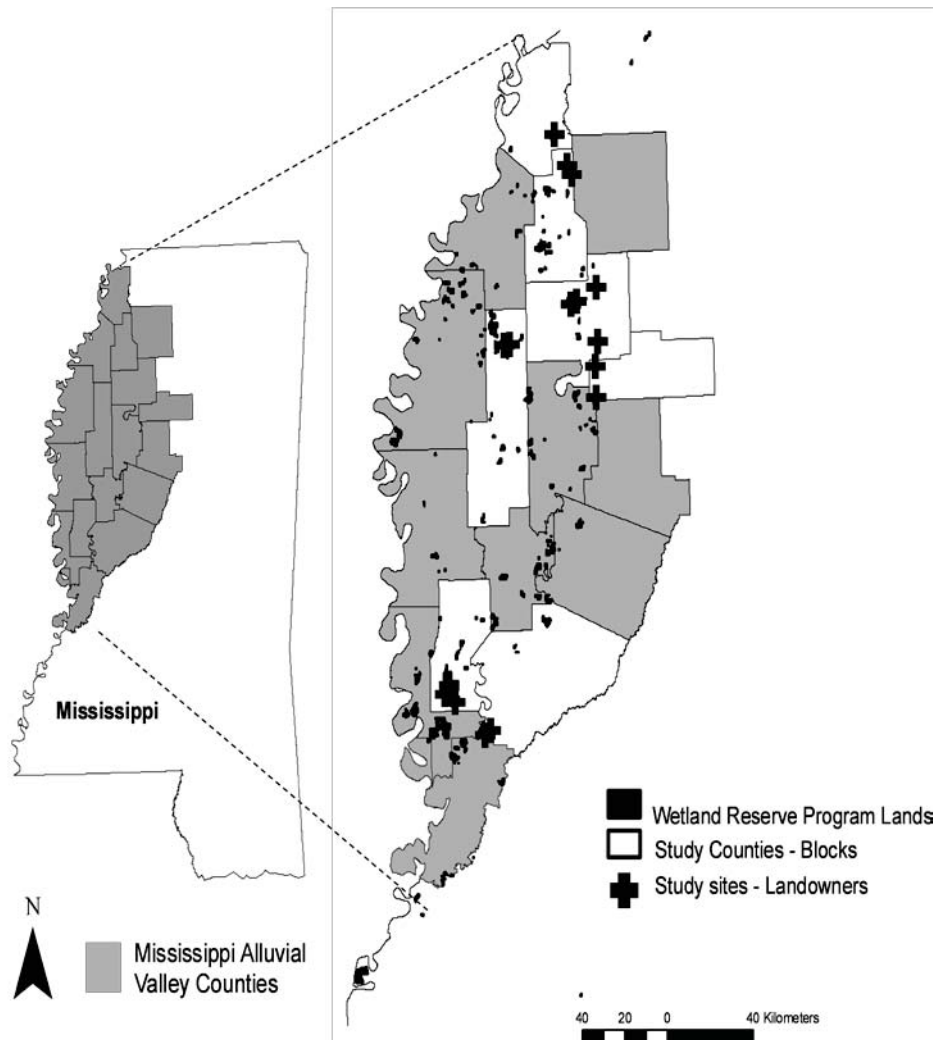 Mississippi
Wetland Reserve Program Lands
Study Counties - Blocks
Study sites - Landowners
N
Mississippi Alluvial
Valley Counties
40 20 0 40 Kilometers